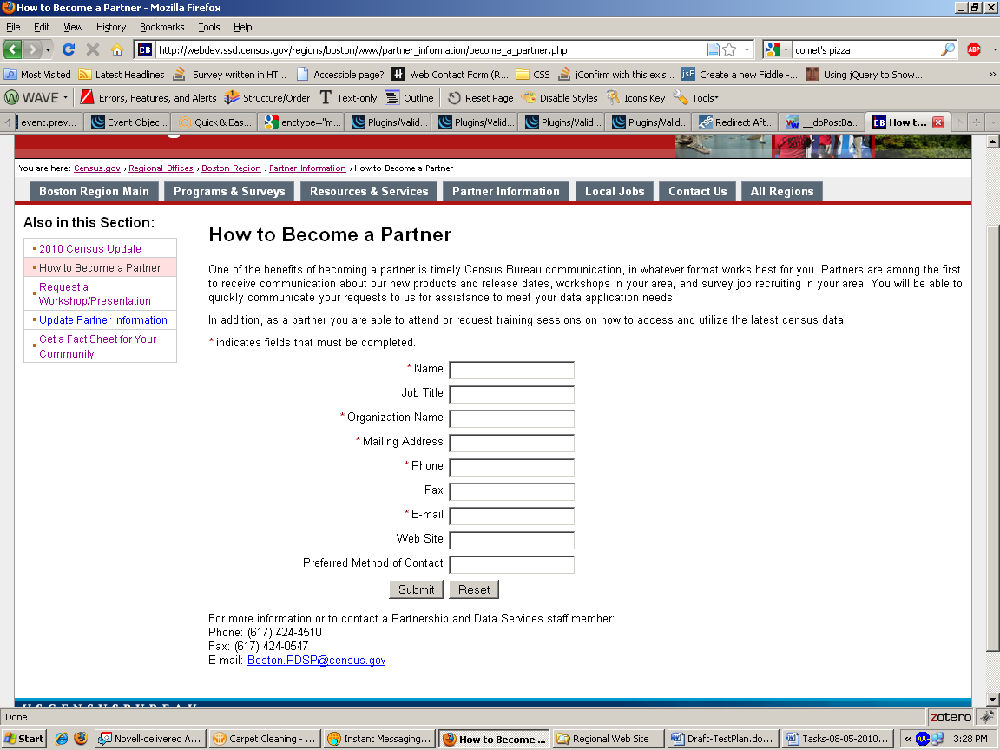 How to Become a Partner - Mozilla Firefox
File Edit View History Bookmarks Tools Help
CB http://webdev.ssd.census.gov/regions/boston/www/partner_information/become_a_partner.php comet's pizza ABP
Most Visited Latest Headlines Survey written in HT... Accessible page? H Web Contact Form (R... CSS jConfirm with this exis... jsF Create a new Fiddle -... Using jQuery to Show... »
WAVE Errors, Features, and Alerts Structure/Order T Text-only Outline Reset Page Disable Styles Icons Key Tools
event.prev... Event Objec... Quick & Eas... enctype="m... Plugins/Valid... Plugins/Valid... Plugins/Valid... Plugins/Valid... Redirect Aft... __doPostBa... CB How t...
You are here: Census.gov › Regional Offices › Boston Region › Partner Information › How to Become a Partner
Boston Region Main Programs & Surveys Resources & Services Partner Information Local Jobs Contact Us All Regions
Also in this Section:
2010 Census Update
How to Become a Partner
Request a
Workshop/Presentation
Update Partner Information
Get a Fact Sheet for Your
Community
How to Become a Partner
One of the benefits of becoming a partner is timely Census Bureau communication, in whatever format works best for you. Partners are among the first
to receive communication about our new products and release dates, workshops in your area, and survey job recruiting in your area. You will be able to
quickly communicate your requests to us for assistance to meet your data application needs.
In addition, as a partner you are able to attend or request training sessions on how to access and utilize the latest census data.
* indicates fields that must be completed.
* Name
Job Title
* Organization Name
* Mailing Address
* Phone
Fax
* E-mail
Web Site
Preferred Method of Contact
Submit Reset
For more information or to contact a Partnership and Data Services staff member:
Phone: (617) 424-4510
Fax: (617) 424-0547
E-mail: Boston.PDSP@census.gov
USCENSUSBUREAU
Done zotero
Start Novell-delivered A... Carpet Cleaning - ... Instant Messaging... How to Become ... Regional Web Site Draft-TestPlan.do... Tasks-08-05-2010... « 3:28 PM